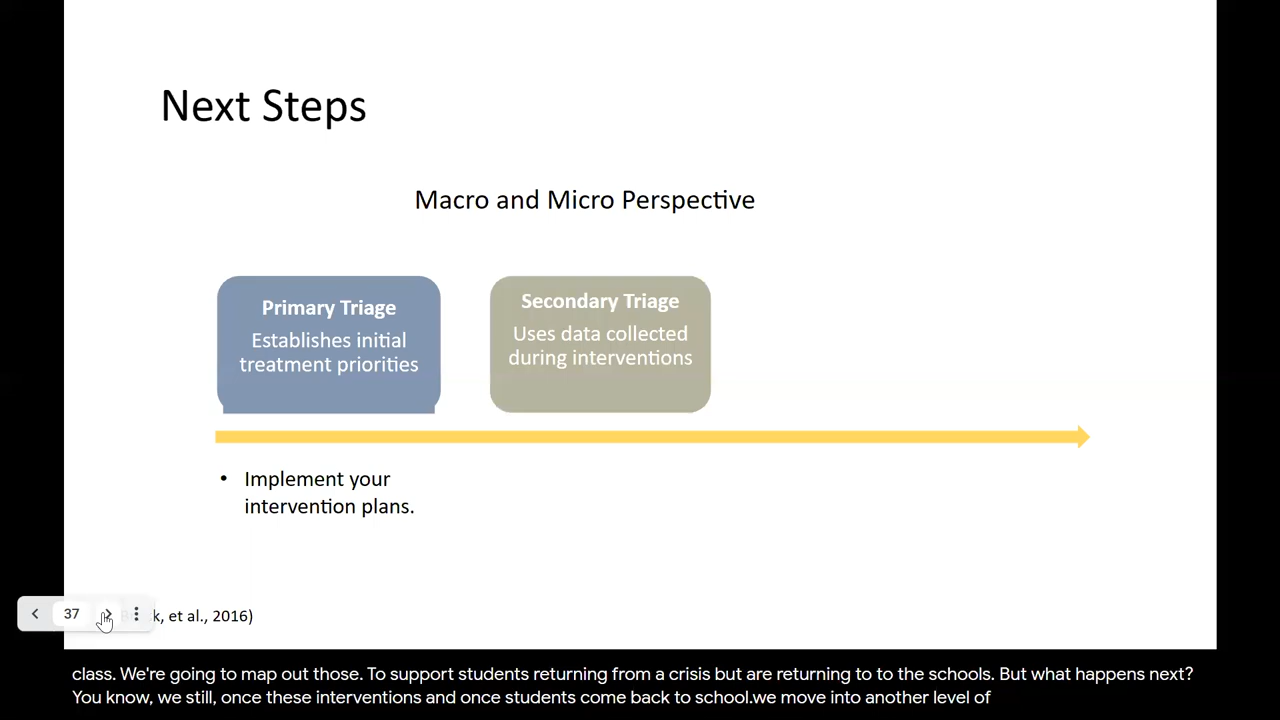 Next Steps
Macro and Micro Perspective
Primary Triage
Establishes initial
treatment priorities
Secondary Triage
Uses data collected
during interventions
• Implement your
intervention plans.
37
k, et al., 2016)
class. We're going to map out those. To support students returning from a crisis but are returning to to the schools. But what happens next?
You know, we still, once these interventions and once students come back to school.we move into another level of